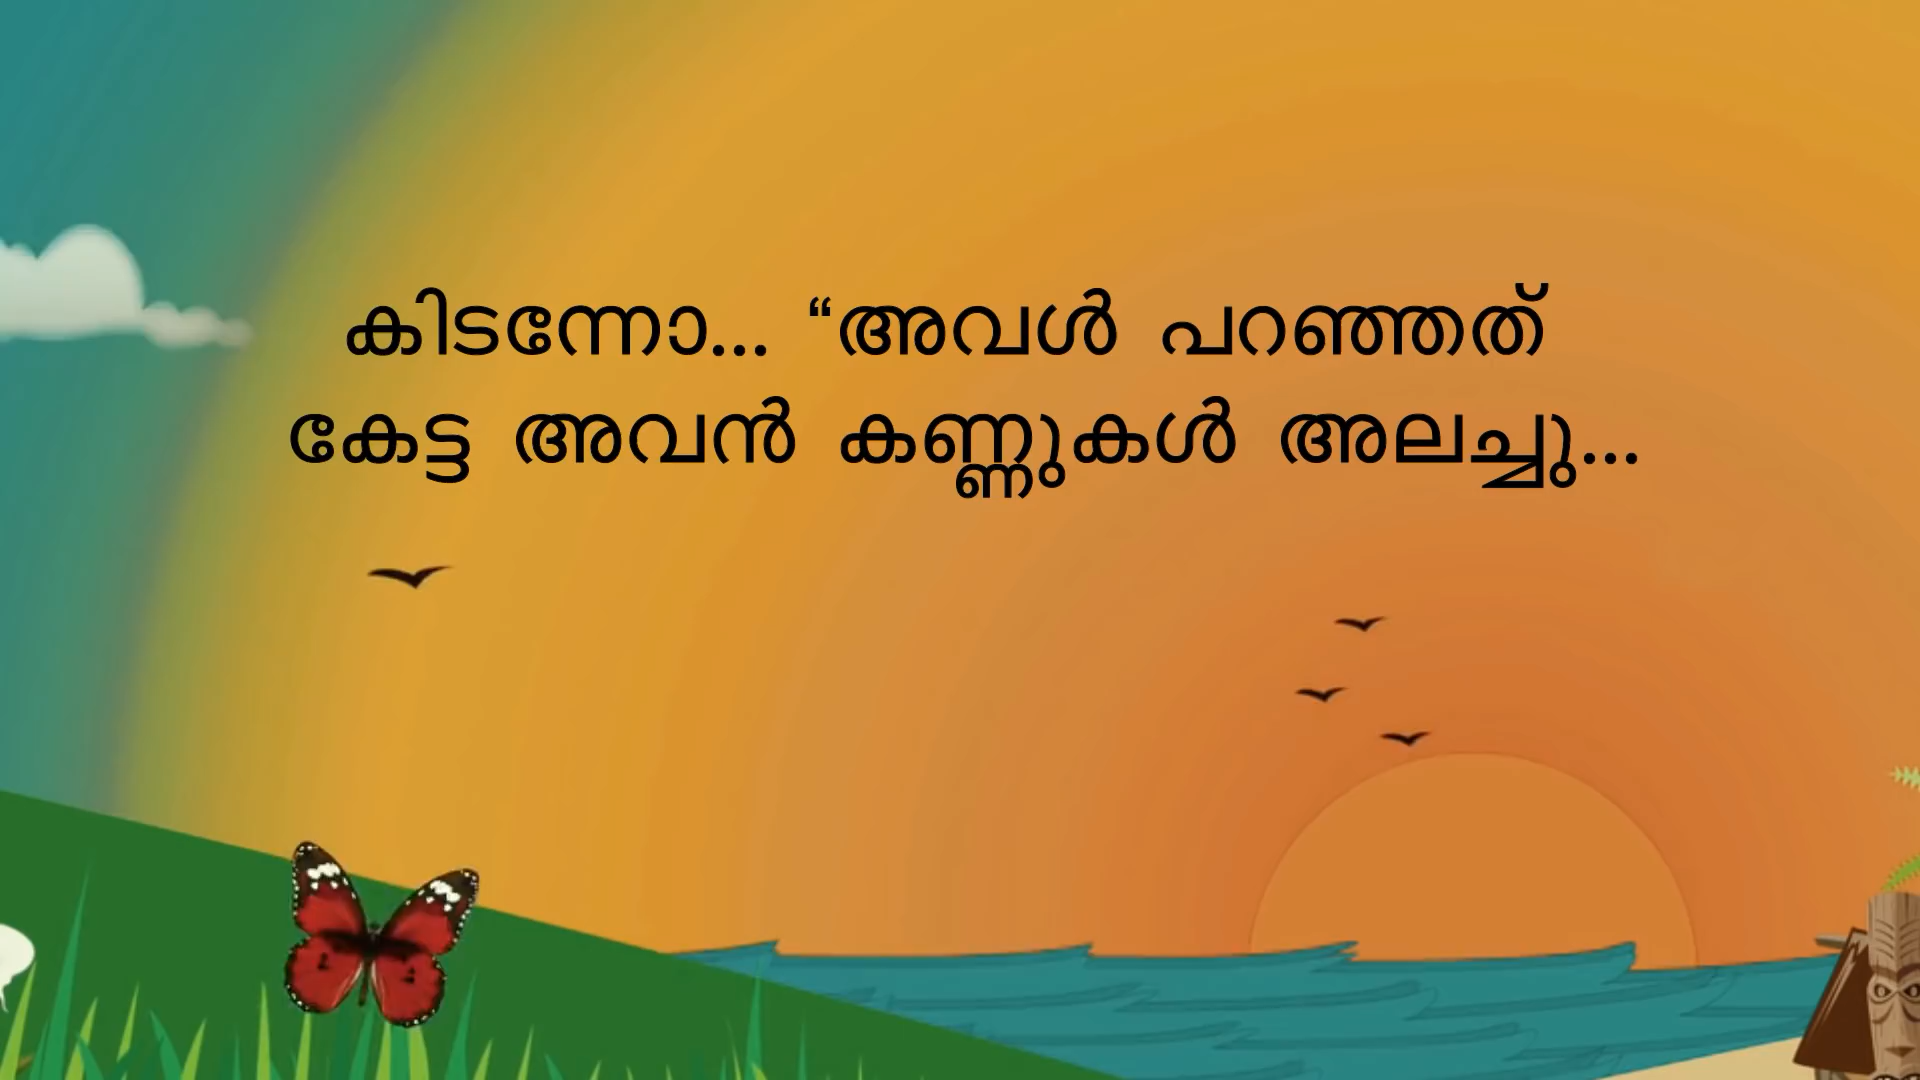 കിടന്നോ... “അവൾ പറഞ്ഞത്
കേട്ട അവൻ കണ്ണുകൾ അലച്ചു...